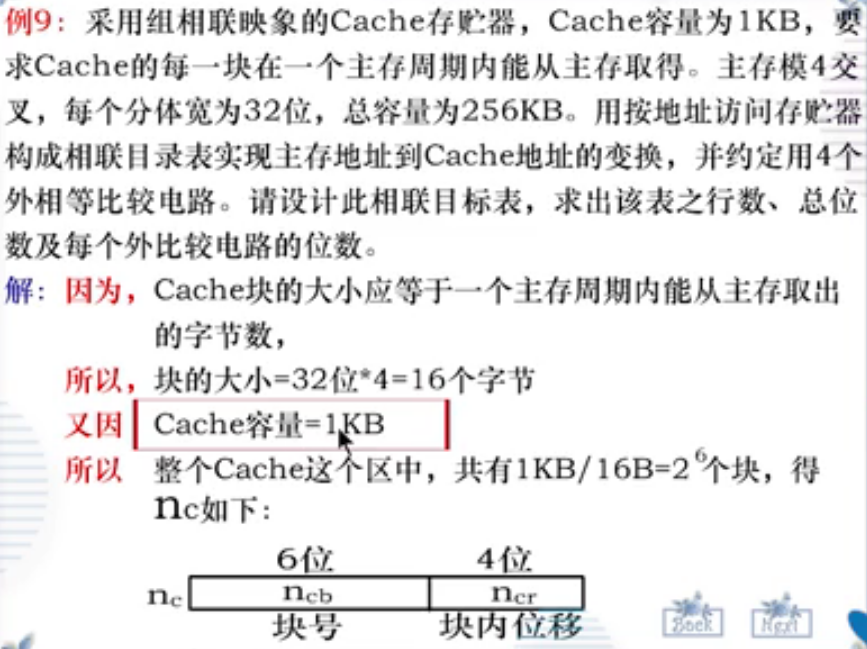 例9：采用组相联映象的Cache存贮器，Cache容量为1KB，要
求Cache的每一块在一个主存周期内能从主存取得。主存模4交
叉，每个分体宽为32位，总容量为256KB。用按地址访问存贮器
构成相联目录表实现主存地址到Cache地址的变换，并约定用4个
外相等比较电路。请设计此相联目标表，求出该表之行数、总位
数及每个外比较电路的位数。
解：因为，Cache块的大小应等于一个主存周期内能从主存取出
的字节数，
所以，块的大小=32位*4=16个字节
又因 Cache容量=1KB
所以 整个Cache这个区中，共有1KB/16B=2⁶个块，得
nc如下：
6位 4位
nc ncb ncr
块号 块内位移
Back Next